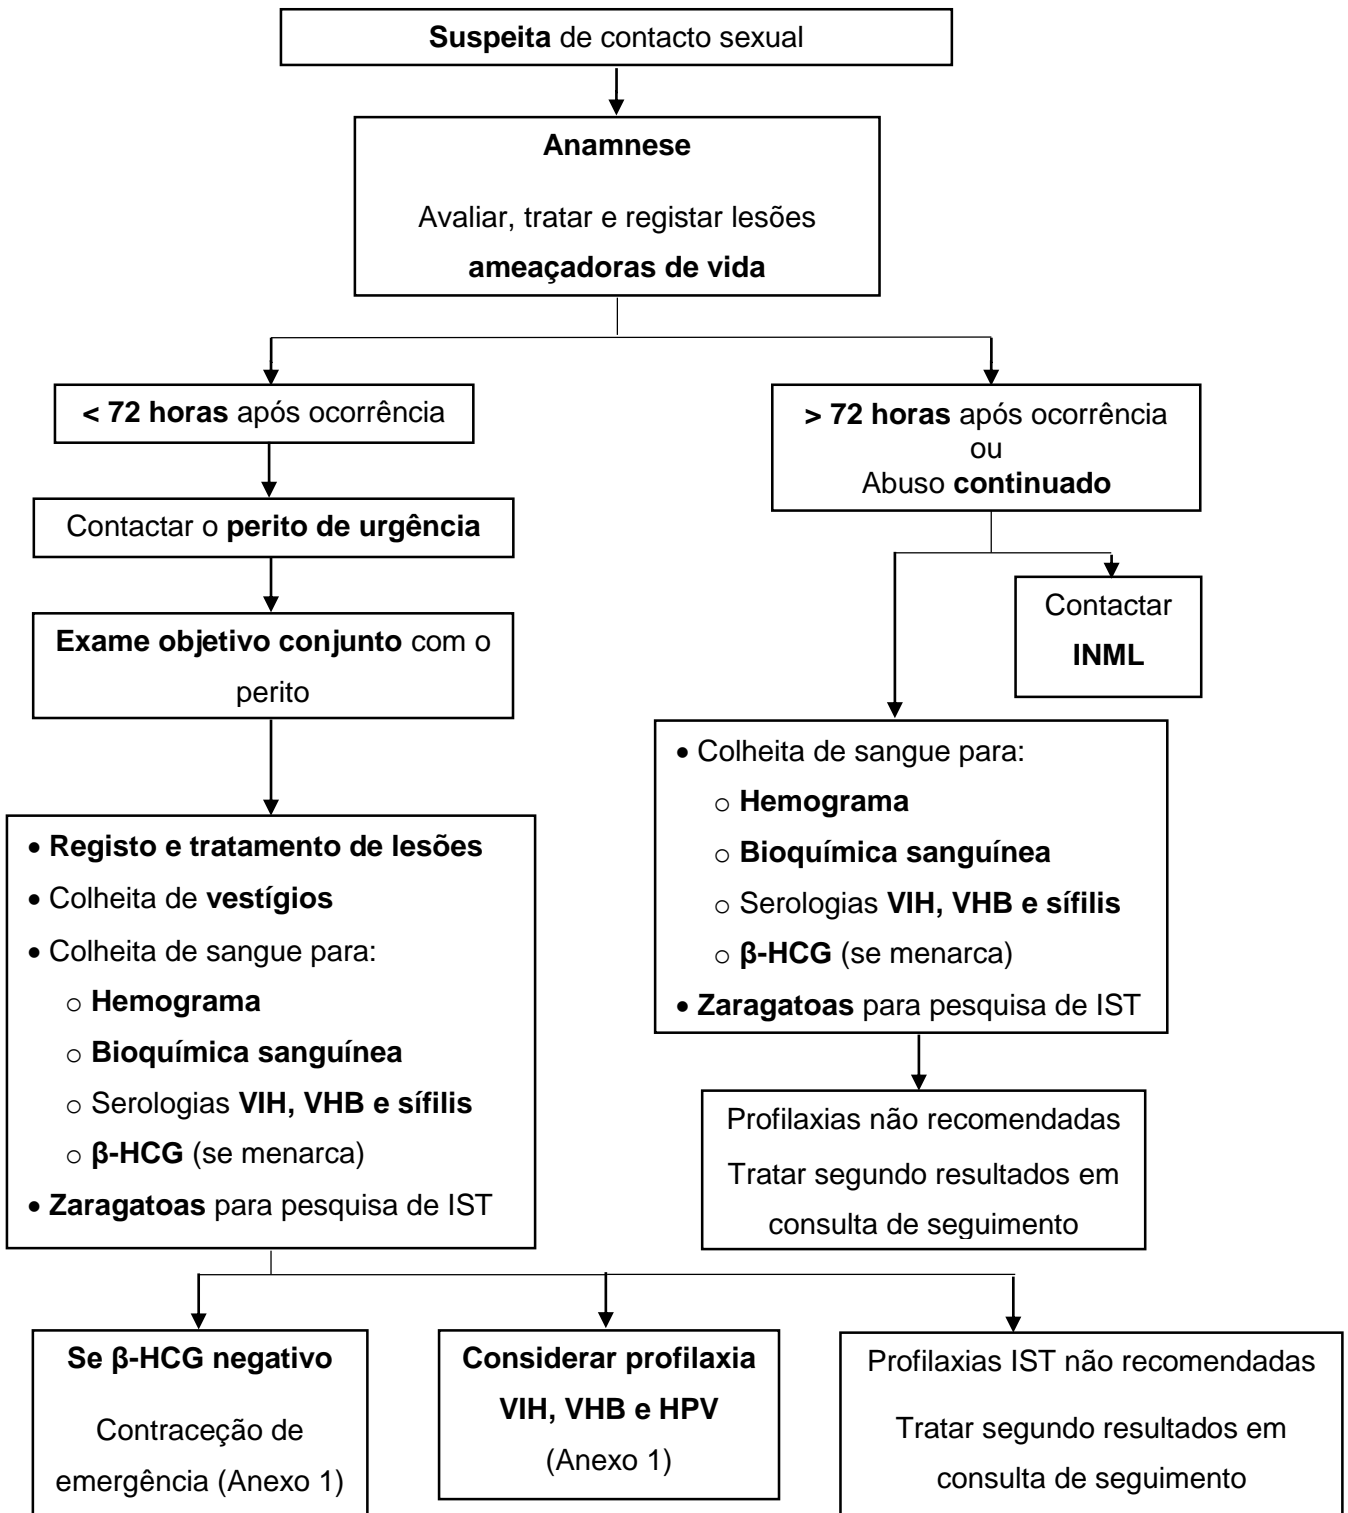 Suspeita de contacto sexual
Anamnese
Avaliar, tratar e registar lesões
ameaçadoras de vida
< 72 horas após ocorrência
Contactar o perito de urgência
Exame objetivo conjunto com o
perito
• Registo e tratamento de lesões
• Colheita de vestígios
• Colheita de sangue para:
o Hemograma
o Bioquímica sanguínea
o Serologias VIH, VHB e sífilis
o β-HCG (se menarca)
• Zaragatoas para pesquisa de IST
Se β-HCG negativo
Contraceção de
emergência (Anexo 1)
Considerar profilaxia
VIH, VHB e HPV
(Anexo 1)
Profilaxias IST não recomendadas
Tratar segundo resultados em
consulta de seguimento
> 72 horas após ocorrência
ou
Abuso continuado
Contactar
INML
• Colheita de sangue para:
o Hemograma
o Bioquímica sanguínea
o Serologias VIH, VHB e sífilis
o β-HCG (se menarca)
• Zaragatoas para pesquisa de IST
Profilaxias não recomendadas
Tratar segundo resultados em
consulta de seguimento